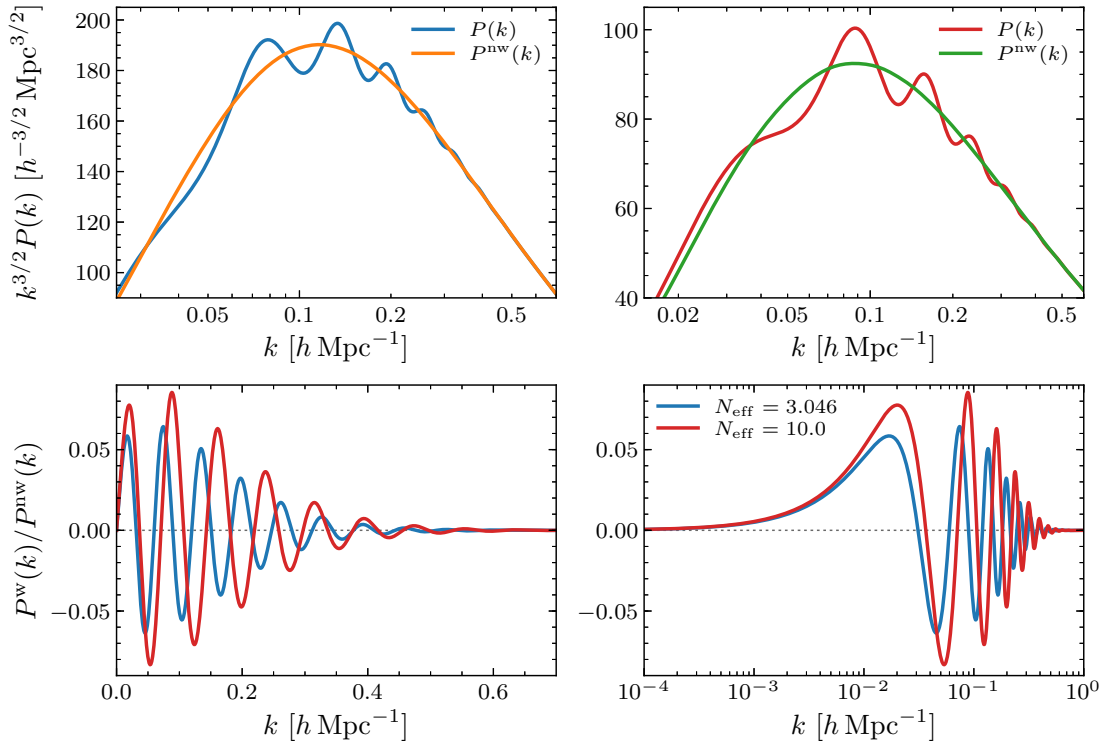 k^{3/2}P(k) [h^{-3/2} Mpc^{3/2}]
200
180
160
140
120
100
0.05
0.1
0.2
0.5
k [h Mpc⁻¹]
P(k)
P^{nw}(k)
100
80
60
40
0.02
0.05
0.1
0.2
0.5
k [h Mpc⁻¹]
P(k)
P^{nw}(k)
P^{w}(k)/P^{nw}(k)
0.05
0.00
−0.05
0.0
0.2
0.4
0.6
k [h Mpc⁻¹]
N_{eff} = 3.046
N_{eff} = 10.0
0.05
0.00
−0.05
10⁻⁴
10⁻³
10⁻²
10⁻¹
10⁰
k [h Mpc⁻¹]